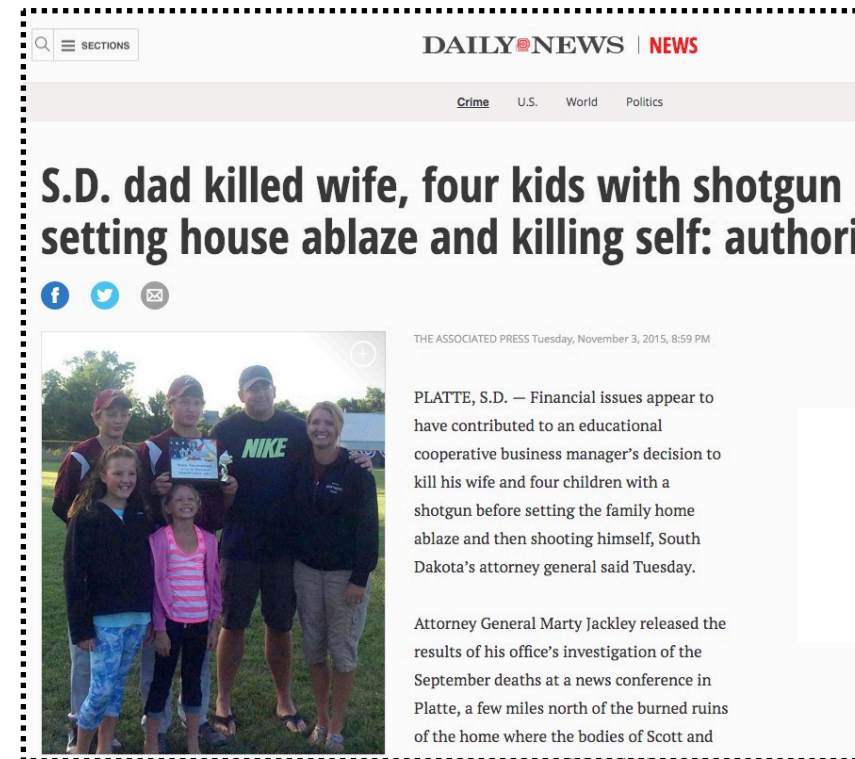 SECTIONS
DAILY NEWS | NEWS
Crime U.S. World Politics
S.D. dad killed wife, four kids with shotgun
setting house ablaze and killing self:
THE ASSOCIATED PRESS Tuesday, November 3, 2015, 8:59 PM
NIKE
PLATTE, S.D. — Financial issues appear to
have contributed to an educational
cooperative business manager’s decision to
kill his wife and four children with a
shotgun before setting the family home
ablaze and then shooting himself, South
Dakota’s attorney general said Tuesday.
Attorney General Marty Jackley released the
results of his office’s investigation of the
September deaths at a news conference in
Platte, a few miles north of the burned ruins
of the home where the bodies of Scott and